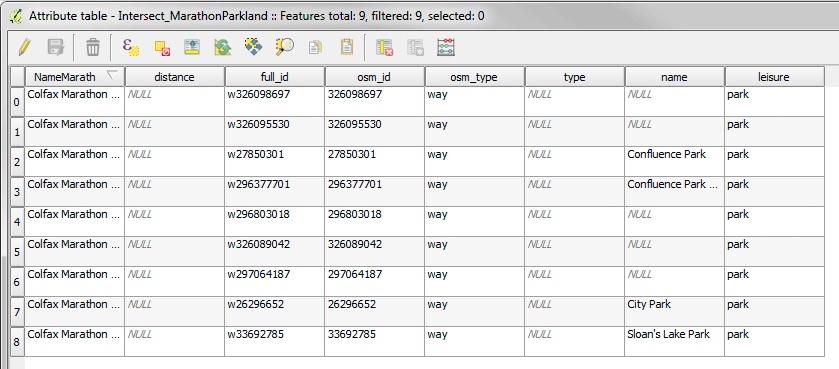 Attribute table - Intersect_MarathonParkland :: Features total: 9, filtered: 9, selected: 0
NameMarath distance full_id osm_id osm_type type name leisure
0 Colfax Marathon ... NULL w326098697 326098697 way NULL NULL park
1 Colfax Marathon ... NULL w326095530 326095530 way NULL NULL park
2 Colfax Marathon ... NULL w27850301 27850301 way NULL Confluence Park park
3 Colfax Marathon ... NULL w296377701 296377701 way NULL Confluence Park ... park
4 Colfax Marathon ... NULL w296803018 296803018 way NULL NULL park
5 Colfax Marathon ... NULL w326089042 326089042 way NULL NULL park
6 Colfax Marathon ... NULL w297064187 297064187 way NULL NULL park
7 Colfax Marathon ... NULL w26296652 26296652 way NULL City Park park
8 Colfax Marathon ... NULL w33692785 33692785 way NULL Sloan's Lake Park park